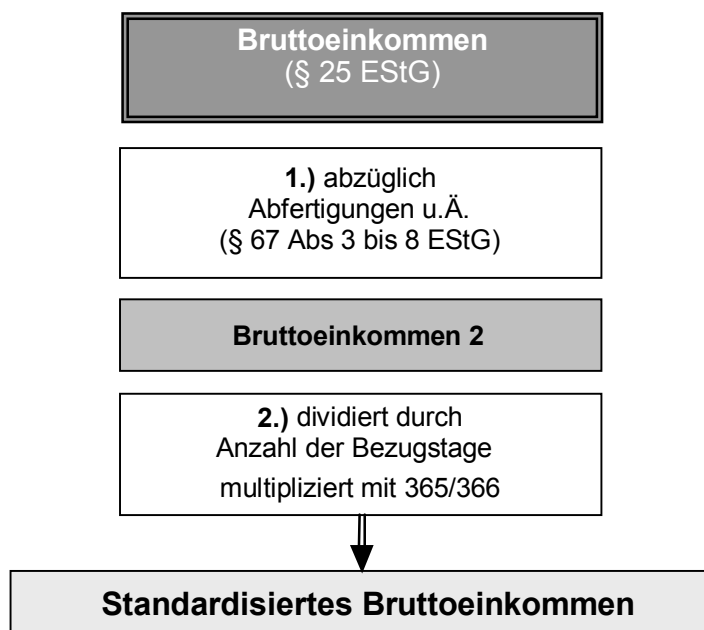 Bruttoeinkommen
(§ 25 EStG)
1.) abzüglich
Abfertigungen u.Ä.
(§ 67 Abs 3 bis 8 EStG)
Bruttoeinkommen 2
2.) dividiert durch
Anzahl der Bezugstage
multipliziert mit 365/366
Standardisiertes Bruttoeinkommen